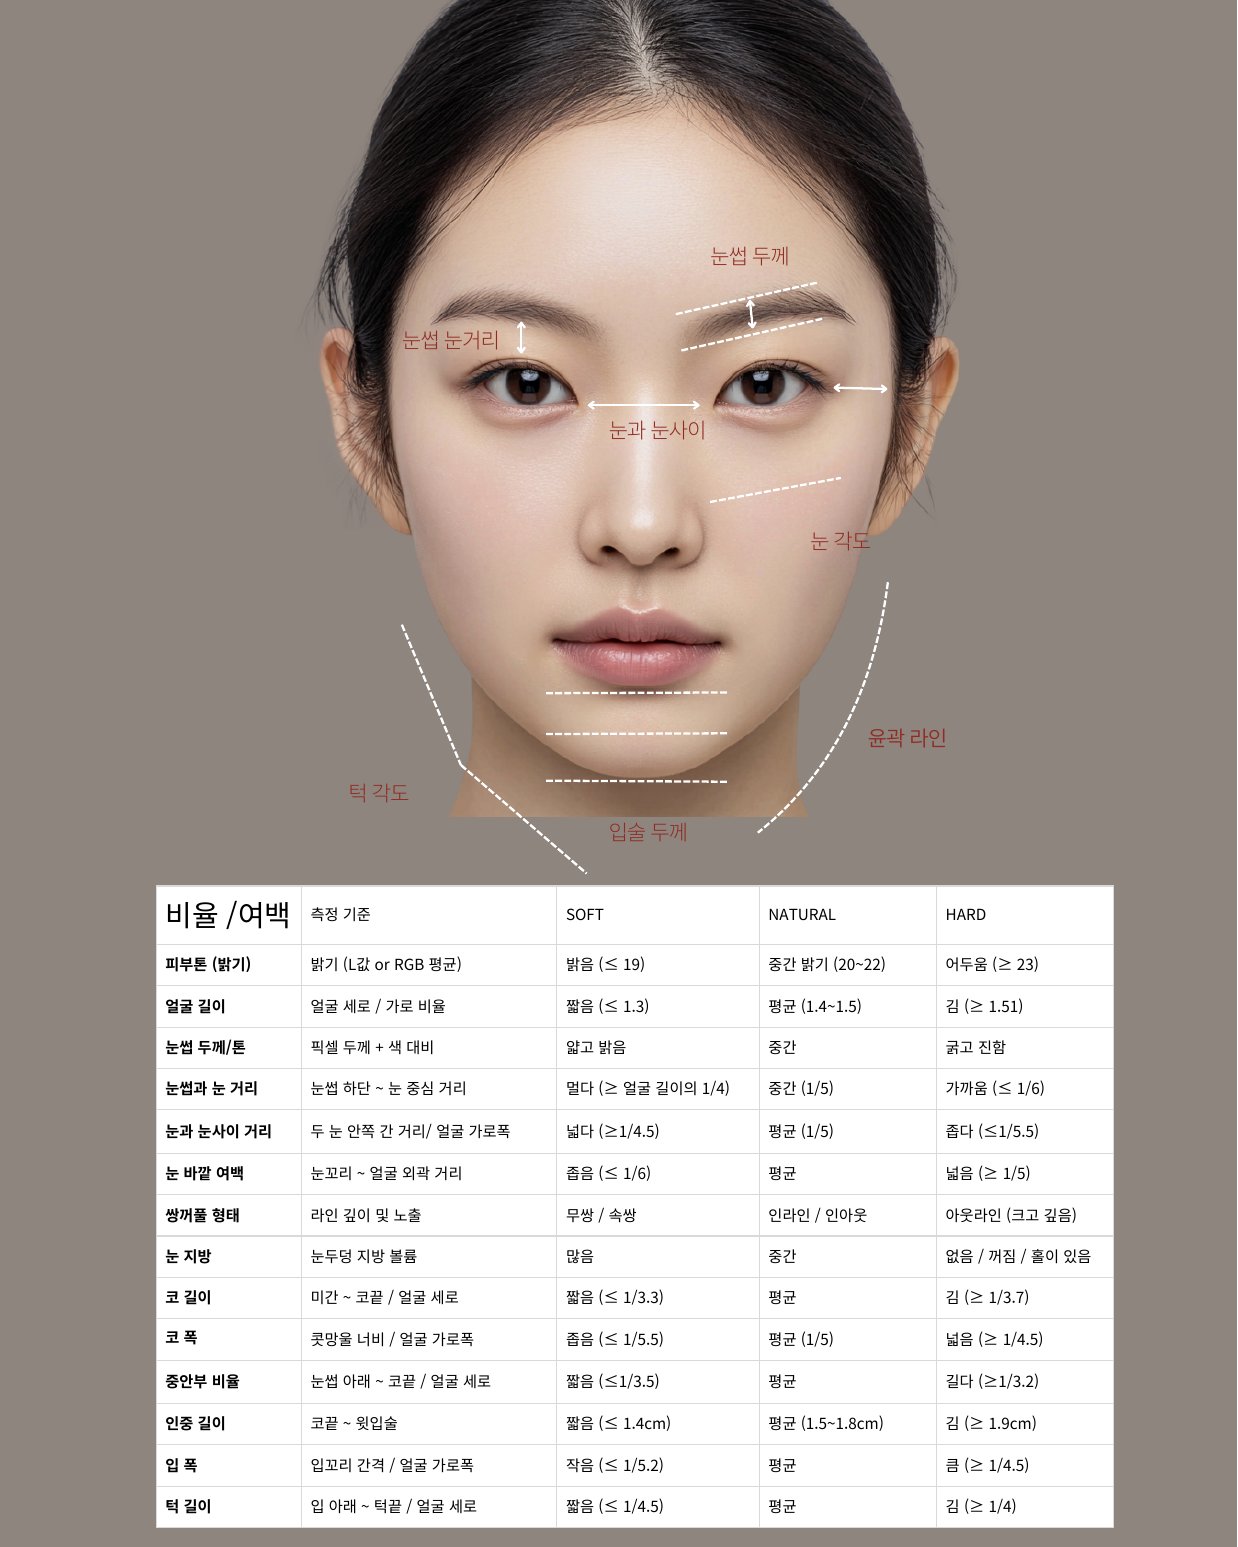 눈썹 두께
눈썹 눈거리
눈과 눈사이
눈 각도
윤곽 라인
턱 각도
입술 두께
비율 /여백 측정 기준 SOFT NATURAL HARD
피부톤 (밝기) 밝기 (L값 or RGB 평균) 밝음 (≤ 19) 중간 밝기 (20~22) 어두움 (≥ 23)
얼굴 길이 얼굴 세로 / 가로 비율 짧음 (≤ 1.3) 평균 (1.4~1.5) 김 (≥ 1.51)
눈썹 두께/톤 픽셀 두께 + 색 대비 얇고 밝음 중간 굵고 진함
눈썹과 눈 거리 눈썹 하단 ~ 눈 중심 거리 멀다 (≥ 얼굴 길이의 1/4) 중간 (1/5) 가까움 (≤ 1/6)
눈과 눈사이 거리 두 눈 안쪽 간 거리/ 얼굴 가로폭 넓다 (≥1/4.5) 평균 (1/5) 좁다 (≤1/5.5)
눈 바깥 여백 눈꼬리 ~ 얼굴 외곽 거리 좁음 (≤ 1/6) 평균 넓음 (≥ 1/5)
쌍꺼풀 형태 라인 깊이 및 노출 무쌍 / 속쌍 인라인 / 인아웃 아웃라인 (크고 깊음)
눈 지방 눈두덩 지방 볼륨 많음 중간 없음 / 꺼짐 / 홀이 있음
코 길이 미간 ~ 코끝 / 얼굴 세로 짧음 (≤ 1/3.3) 평균 김 (≥ 1/3.7)
코 폭 콧망울 너비 / 얼굴 가로폭 좁음 (≤ 1/5.5) 평균 (1/5) 넓음 (≥ 1/4.5)
중안부 비율 눈썹 아래 ~ 코끝 / 얼굴 세로 짧음 (≤1/3.5) 평균 길다 (≥1/3.2)
인중 길이 코끝 ~ 윗입술 짧음 (≤ 1.4cm) 평균 (1.5~1.8cm) 김 (≥ 1.9cm)
입 폭 입꼬리 간격 / 얼굴 가로폭 작음 (≤ 1/5.2) 평균 큼 (≥ 1/4.5)
턱 길이 입 아래 ~ 턱끝 / 얼굴 세로 짧음 (≤ 1/4.5) 평균 김 (≥ 1/4)